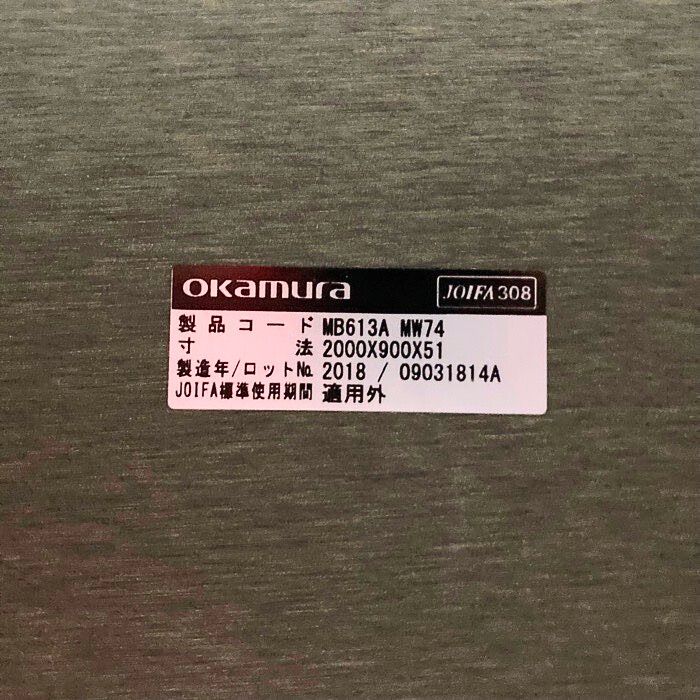 okamura JOIFA308
製品コード MB613A MW74
寸法 2000X900X51
製造年/ロット№ 2018 / 09031814A
JOIFA標準使用期間 適用外